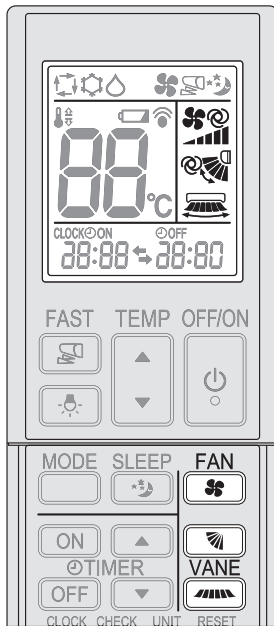 88°C
CLOCK ON OFF
88:88 88:80
FAST TEMP OFF/ON
MODE SLEEP FAN
ON
TIMER VANE
OFF
CLOCK CHECK UNIT RESET